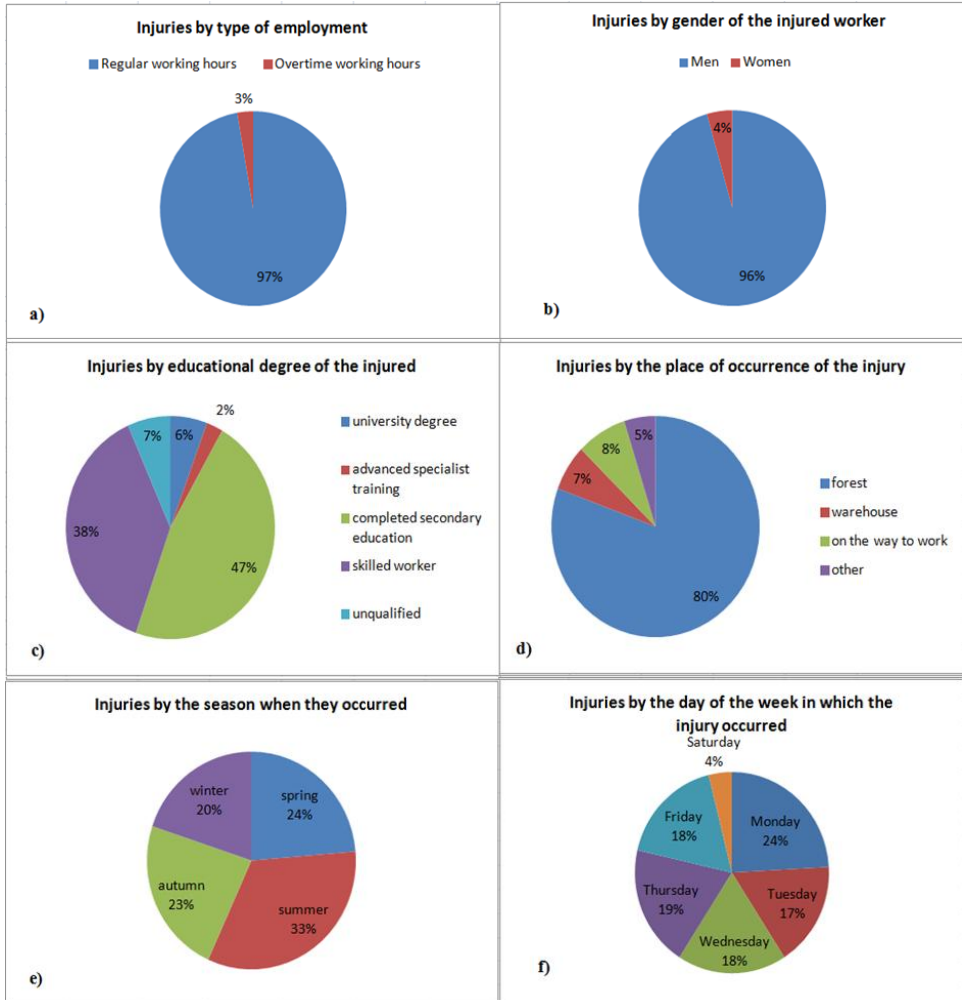 Injuries by type of employment
Regular working hours
Overtime working hours
3%
97%
a)
Injuries by gender of the injured worker
Men
Women
4%
96%
b)
Injuries by educational degree of the injured
2%
7%
6%
38%
47%
university degree
advanced specialist
training
completed secondary
education
skilled worker
unqualified
c)
Injuries by the place of occurrence of the injury
5%
8%
7%
80%
forest
warehouse
on the way to work
other
d)
Injuries by the season when they occurred
winter
20%
spring
24%
autumn
23%
summer
33%
e)
Injuries by the day of the week in which the
injury occurred
Saturday
4%
Friday
18%
Monday
24%
Thursday
19%
Tuesday
17%
Wednesday
18%
f)